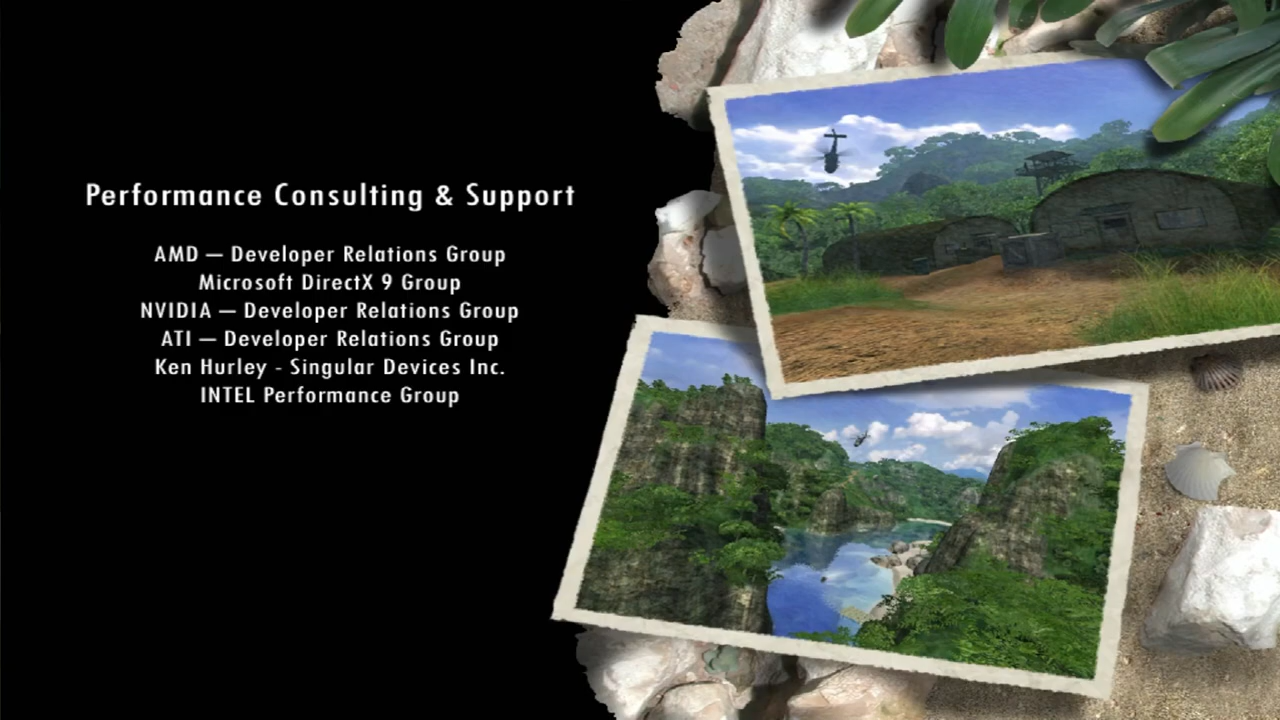 Performance Consulting & Support
AMD — Developer Relations Group
Microsoft DirectX 9 Group
NVIDIA — Developer Relations Group
ATI — Developer Relations Group
Ken Hurley - Singular Devices Inc.
INTEL Performance Group